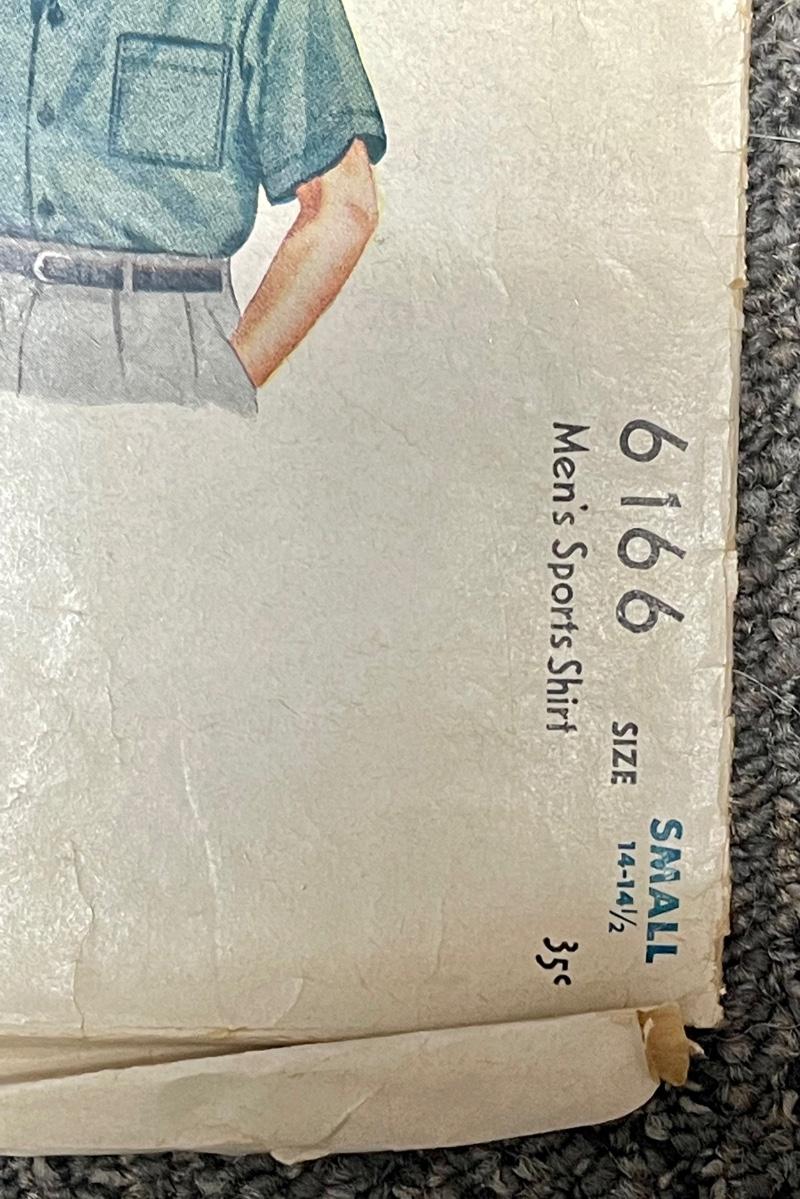 6166 SIZE SMALL
14-14½
Men's Sports Shirt 35¢